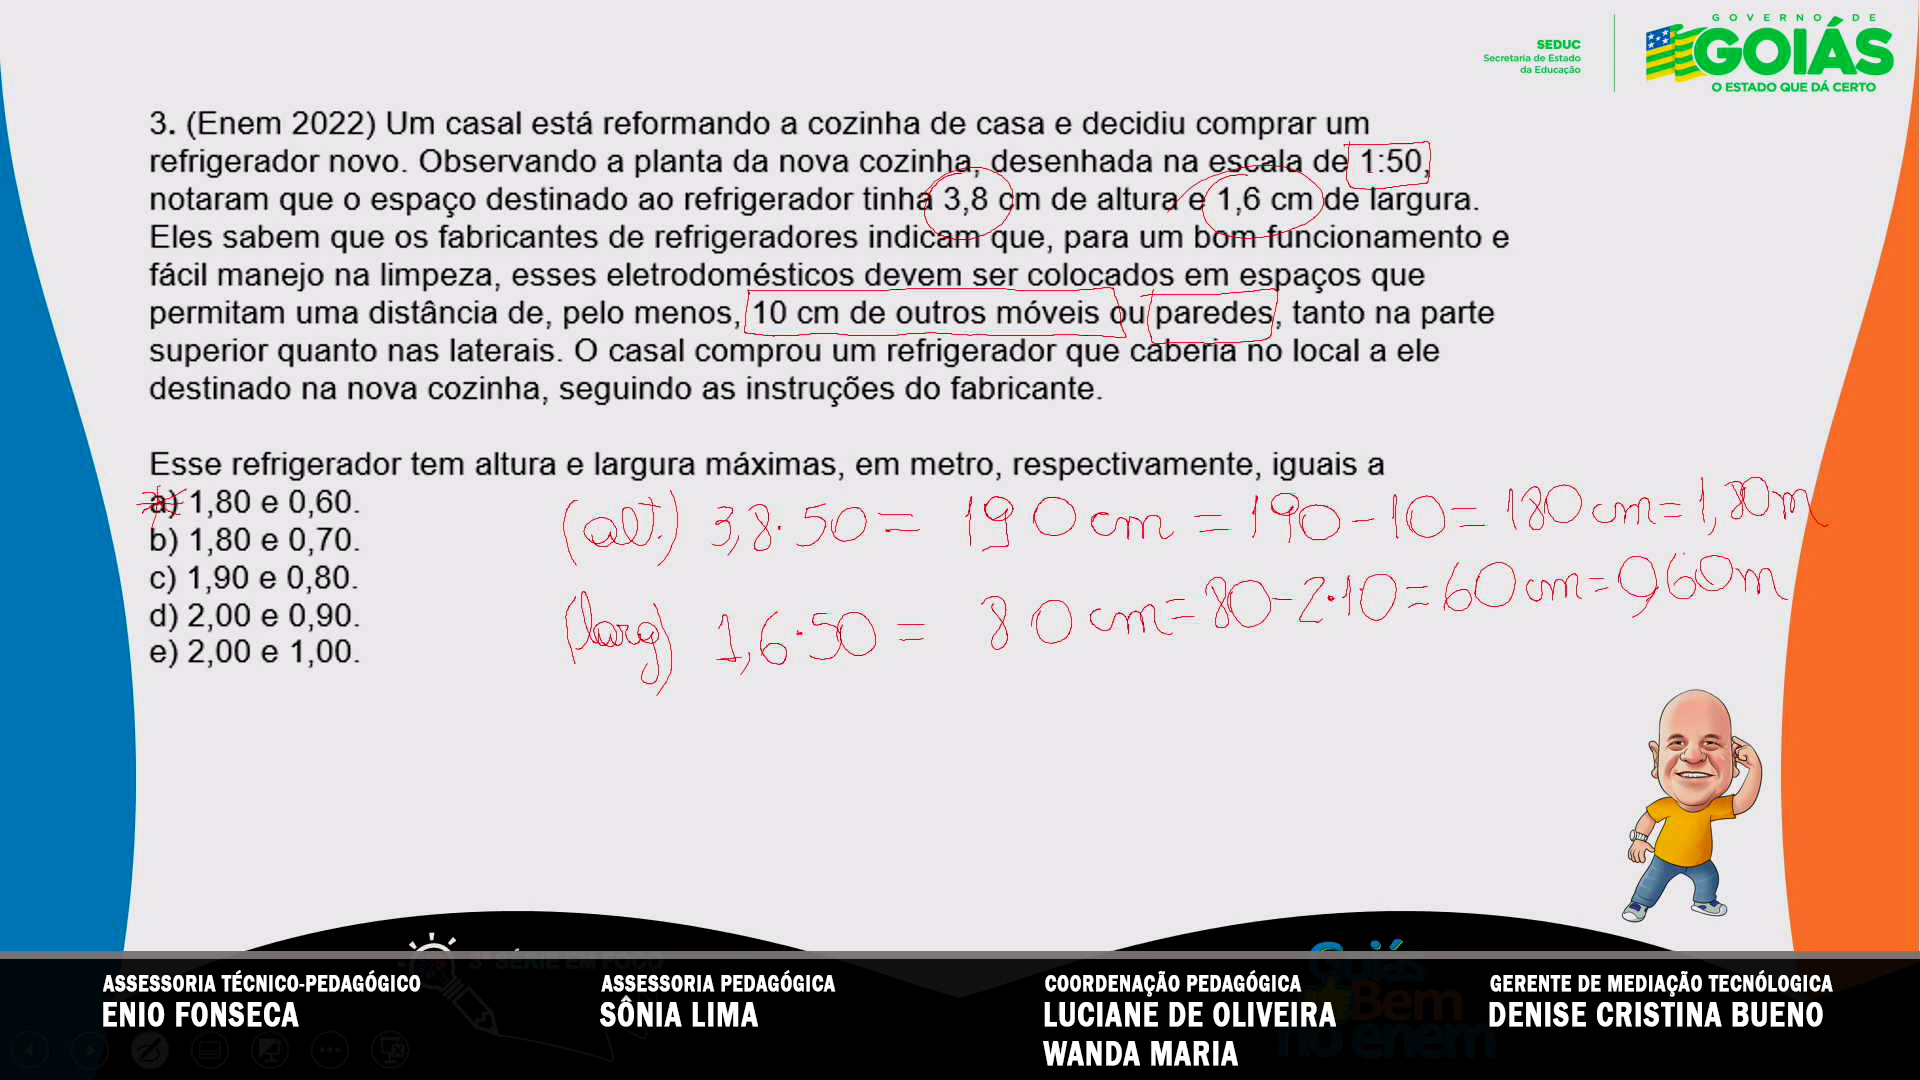 GOVERNO DE
GOIÁS
O ESTADO QUE DÁ CERTO
SEDUC
Secretaria de Estado
da Educação
3. (Enem 2022) Um casal está reformando a cozinha de casa e decidiu comprar um
refrigerador novo. Observando a planta da nova cozinha, desenhada na escala de 1:50,
notaram que o espaço destinado ao refrigerador tinha 3,8 cm de altura e 1,6 cm de largura.
Eles sabem que os fabricantes de refrigeradores indicam que, para um bom funcionamento e
fácil manejo na limpeza, esses eletrodomésticos devem ser colocados em espaços que
permitam uma distância de, pelo menos, 10 cm de outros móveis ou paredes, tanto na parte
superior quanto nas laterais. O casal comprou um refrigerador que caberia no local a ele
destinado na nova cozinha, seguindo as instruções do fabricante.
Esse refrigerador tem altura e largura máximas, em metro, respectivamente, iguais a
a) 1,80 e 0,60.
b) 1,80 e 0,70.
c) 1,90 e 0,80.
d) 2,00 e 0,90.
e) 2,00 e 1,00.
(alt.) 3,8 · 50 = 190 cm = 190 - 10 = 180 cm = 1,80 m
(larg) 1,6 · 50 = 80 cm = 80 - 2 · 10 = 60 cm = 0,60 m
3ª SÉRIE EM FOCO
Goiás
Bem
no enem
ASSESSORIA TÉCNICO-PEDAGÓGICO
ENIO FONSECA
ASSESSORIA PEDAGÓGICA
SÔNIA LIMA
COORDENAÇÃO PEDAGÓGICA
LUCIANE DE OLIVEIRA
WANDA MARIA
GERENTE DE MEDIAÇÃO TECNÓLOGICA
DENISE CRISTINA BUENO